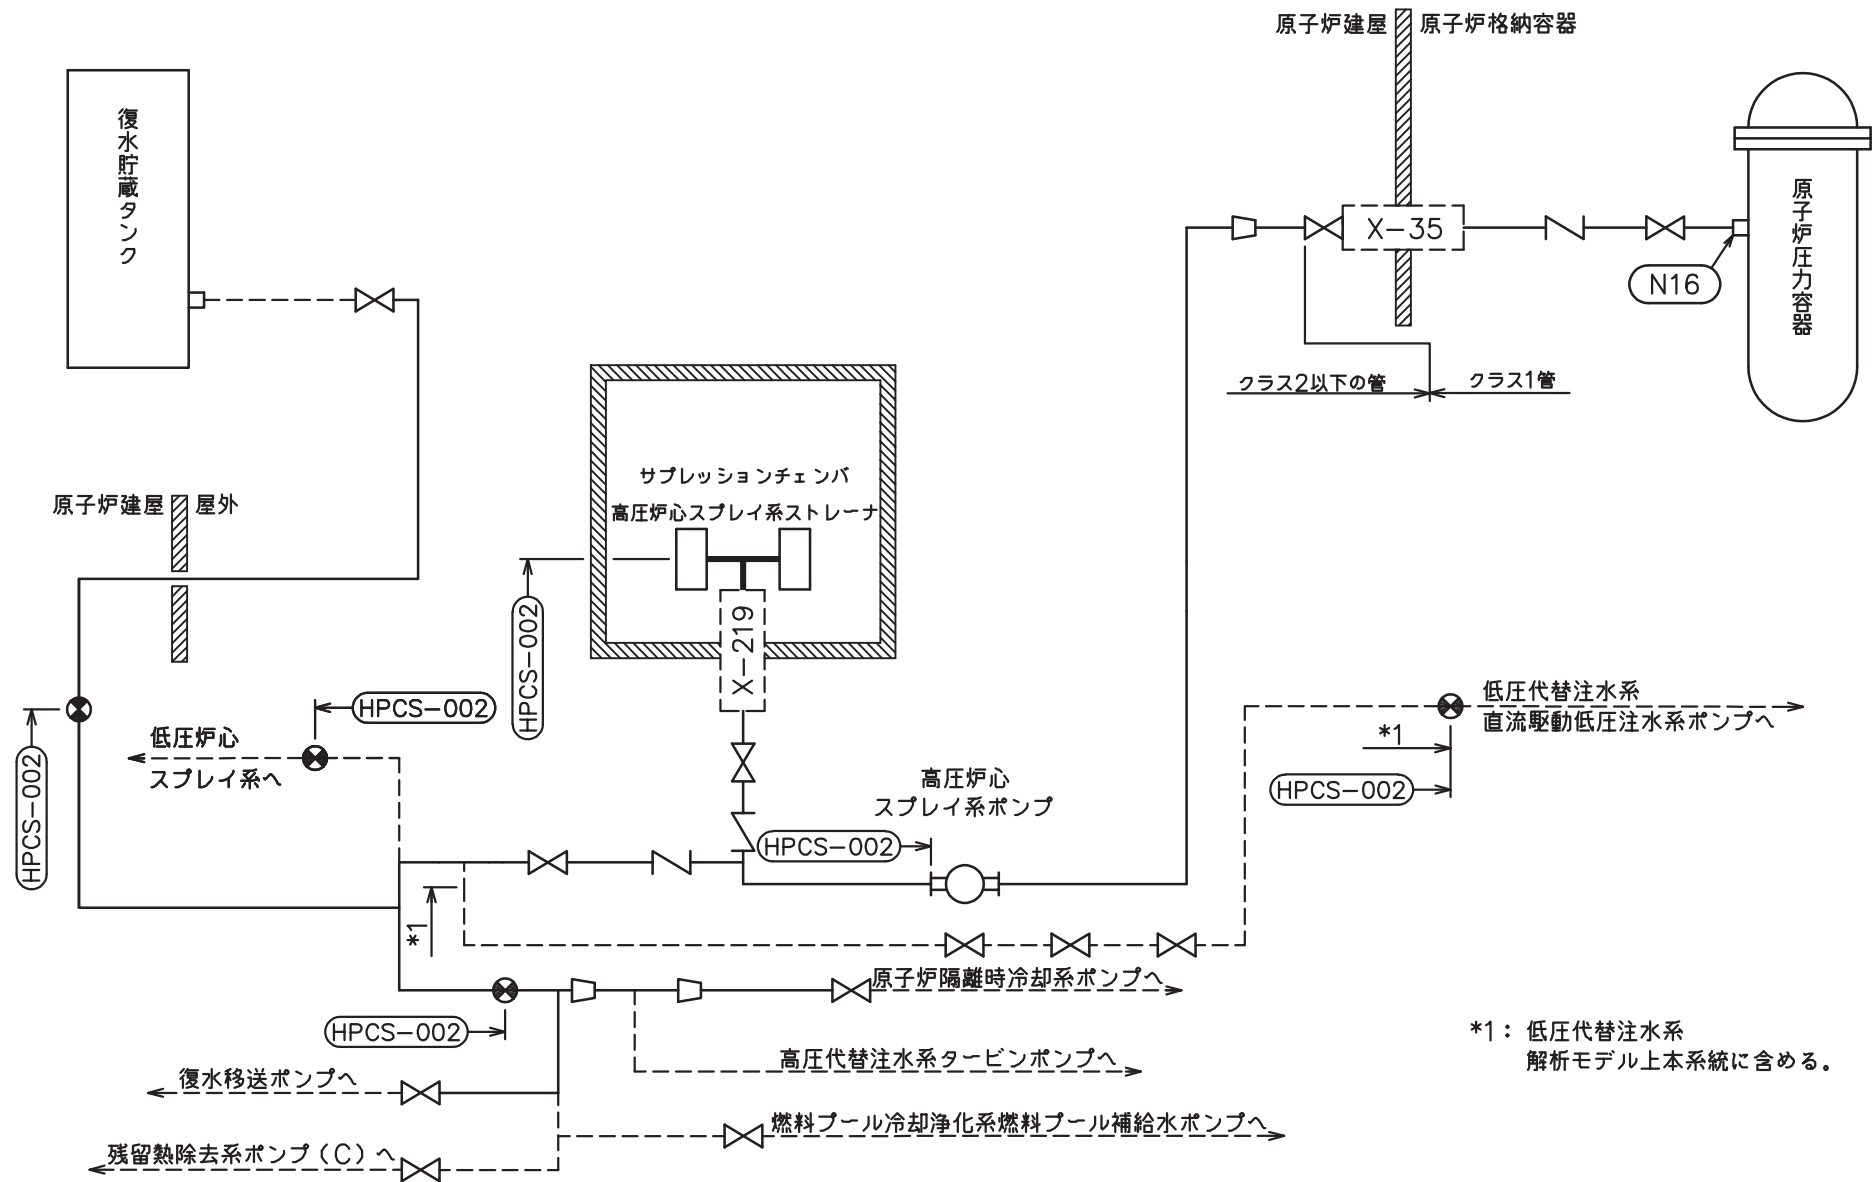 原子炉建屋
原子炉格納容器
復水貯蔵タンク
X-35
原子炉圧力容器
N16
クラス2以下の管
クラス1管
サプレッションチェンバ
高圧炉心スプレイ系ストレーナ
原子炉建屋
屋外
HPCS-002
X-219
HPCS-002
HPCS-002
低圧炉心
スプレイ系へ
低圧代替注水系
直流駆動低圧注水系ポンプへ
*1
HPCS-002
高圧炉心
スプレイ系ポンプ
HPCS-002
*1
原子炉隔離時冷却系ポンプへ
HPCS-002
高圧代替注水系タービンポンプへ
*1: 低圧代替注水系
解析モデル上本系統に含める。
復水移送ポンプへ
燃料プール冷却浄化系燃料プール補給水ポンプへ
残留熱除去系ポンプ(C)へ